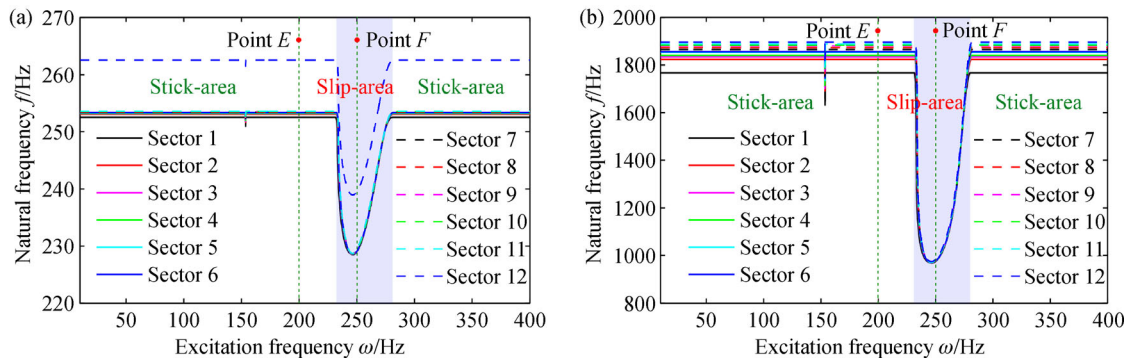 (a)
270
260
250
240
230
220
Natural frequency f/Hz
Point E
Point F
Stick-area
Slip-area
Stick-area
Sector 1
Sector 2
Sector 3
Sector 4
Sector 5
Sector 6
Sector 7
Sector 8
Sector 9
Sector 10
Sector 11
Sector 12
50 100 150 200 250 300 350 400
Excitation frequency ω/Hz
(b)
2000
1800
1600
1400
1200
1000
800
Natural frequency f/Hz
Point E
Point F
Stick-area
Slip-area
Stick-area
Sector 1
Sector 2
Sector 3
Sector 4
Sector 5
Sector 6
Sector 7
Sector 8
Sector 9
Sector 10
Sector 11
Sector 12
50 100 150 200 250 300 350 400
Excitation frequency ω/Hz